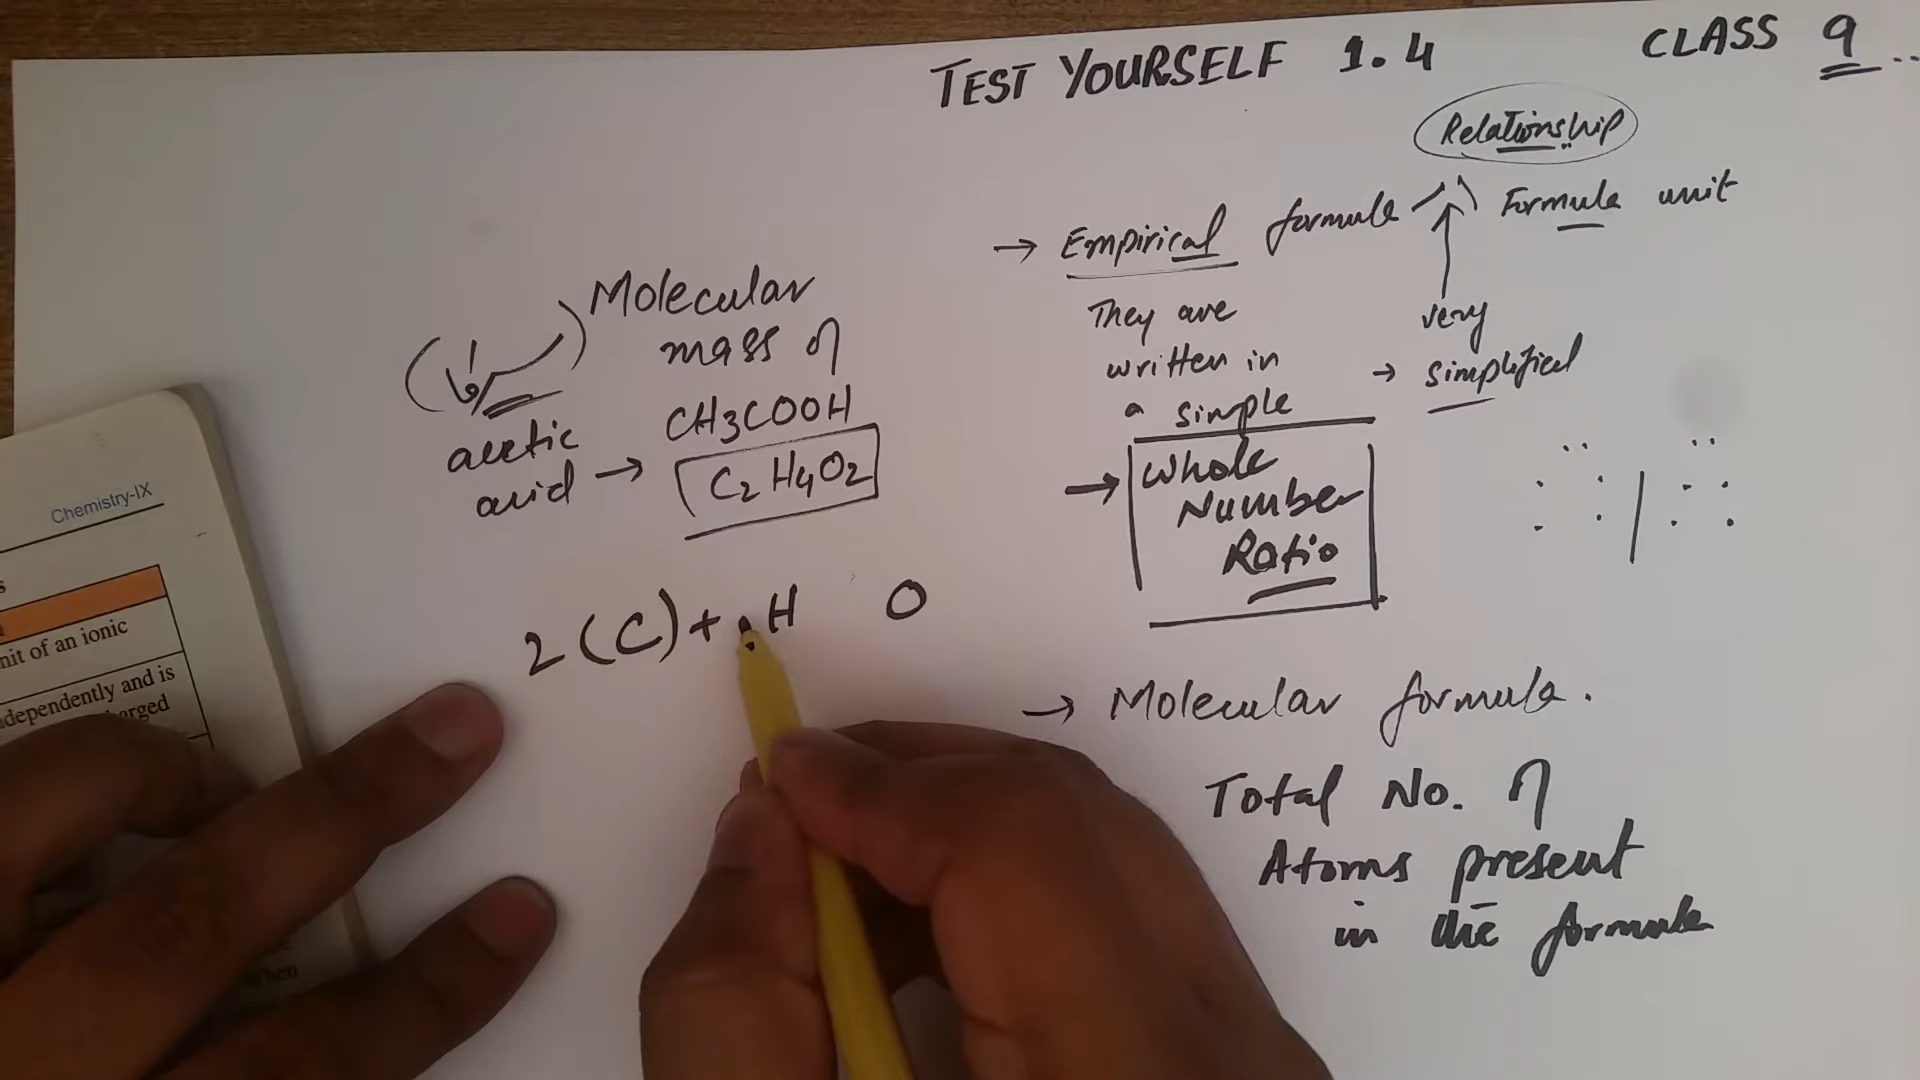 TEST YOURSELF 1.4
CLASS 9
Relationship
→ Empirical formula
Formula unit
They are
written in
a simple
Whole
Number
Ratio
very
→ simplified
Molecular
mass of
CH3COOH
acetic
acid →
C2H4O2
2(C)+ H O
→ Molecular formula.
Total No. of
Atoms present
in the formula
Chemistry-IX
nit of an ionic
dependently and is
arged
hen